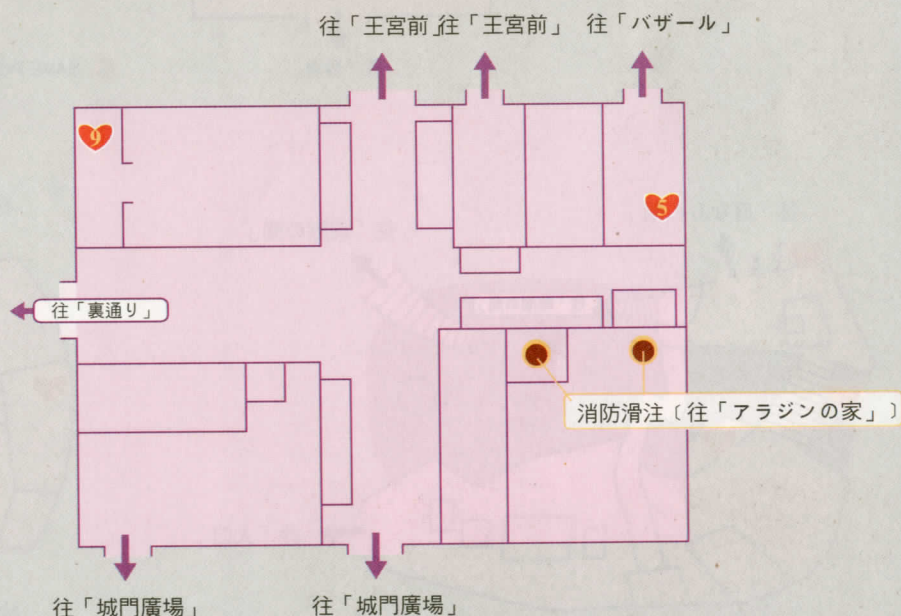 往「王宮前」
往「王宮前」
往「バザール」
9
5
往「裏通り」
消防滑注〔往「アラジンの家」〕
往「城門廣場」
往「城門廣場」